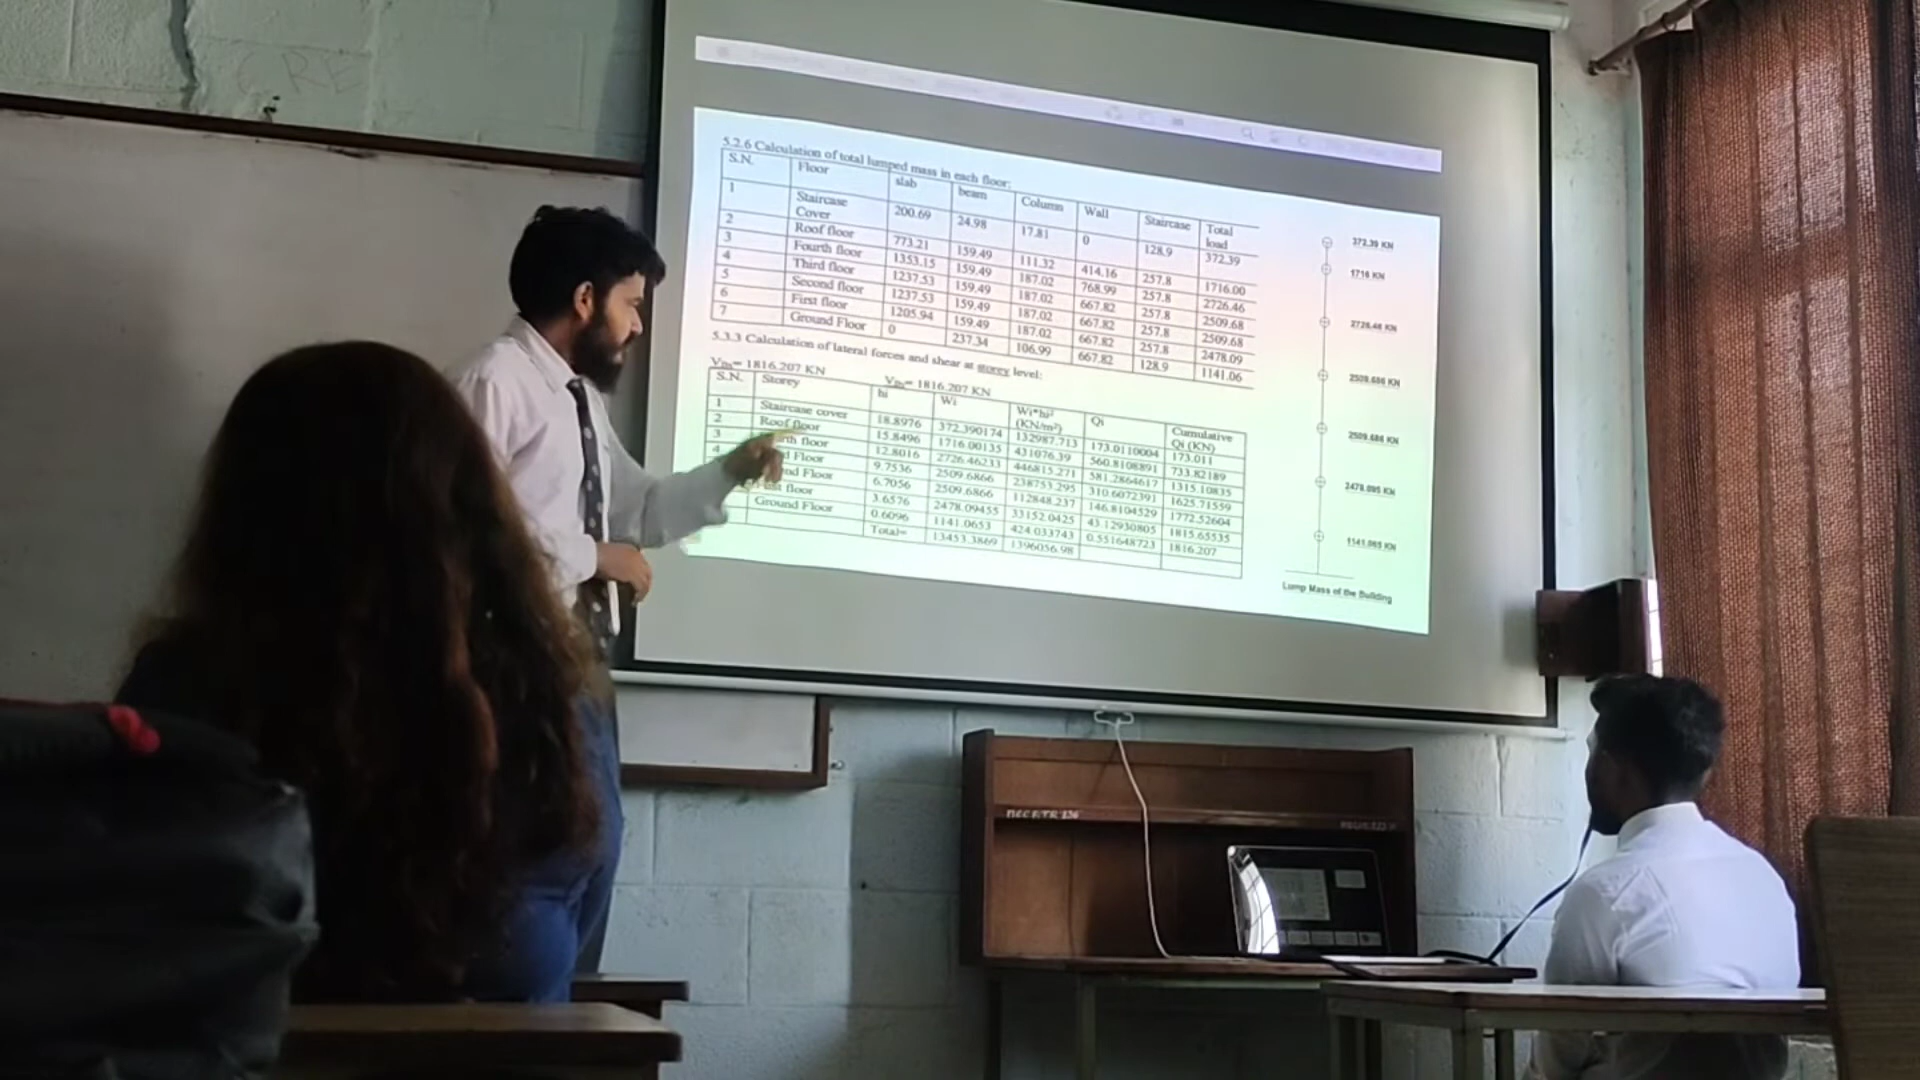 5.2.6 Calculation of total lumped mass in each floor:
S.N. Floor slab beam Column Wall Staircase Total load
1 Staircase Cover 200.69 24.98 17.81 0 128.9 372.39
2 Roof floor 773.21 159.49 111.32 414.16 257.8 1716.00
3 Fourth floor 1353.15 159.49 187.02 768.99 257.8 2726.46
4 Third floor 1237.53 159.49 187.02 667.82 257.8 2509.68
5 Second floor 1237.53 159.49 187.02 667.82 257.8 2509.68
6 First floor 1205.94 159.49 187.02 667.82 257.8 2478.09
7 Ground Floor 0 237.34 106.99 667.82 128.9 1141.06
5.3.3 Calculation of lateral forces and shear at storey level:
= 1816.207 KN = 1816.207 KN
S.N. Storey hi Wi Wi*hi² (KN/m²) Qi Cumulative Qi (KN)
1 Staircase cover 18.8976 372.390174 132987.713 173.0110004 173.011
2 Roof floor 15.8496 1716.00135 431076.39 560.8108891 733.82189
3 rth floor 12.8016 2726.46233 446815.271 581.2864617 1315.10835
4 d Floor 9.7536 2509.6866 238753.295 310.6072391 1625.71559
nd Floor 6.7056 2509.6866 112848.237 146.8104529 1772.52604
st floor 3.6576 2478.09455 33152.0425 43.12930805 1815.65535
Ground Floor 0.6096 1141.0653 424.033743 0.551648723 1816.207
Total= 13453.3869 1396056.98
372.39 KN
1716 KN
2726.46 KN
2509.686 KN
2509.686 KN
2478.095 KN
1141.065 KN
Lump Mass of the Building